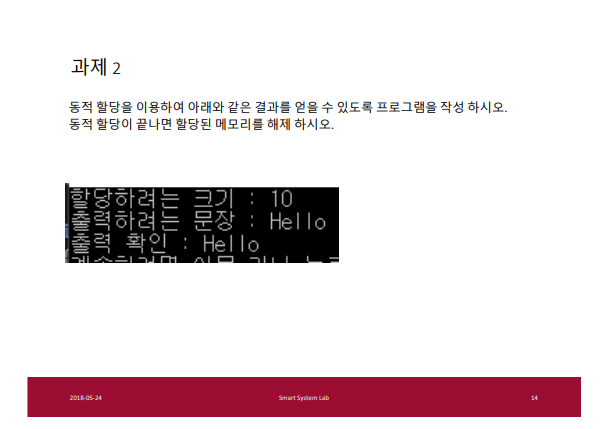 과제 2
동적 할당을 이용하여 아래와 같은 결과를 얻을 수 있도록 프로그램을 작성 하시오.
동적 할당이 끝나면 할당된 메모리를 해제 하시오.
할당하려는 크기 : 10
출력하려는 문장 : Hello
출력 확인 : Hello
2018-05-24
Smart System Lab
14